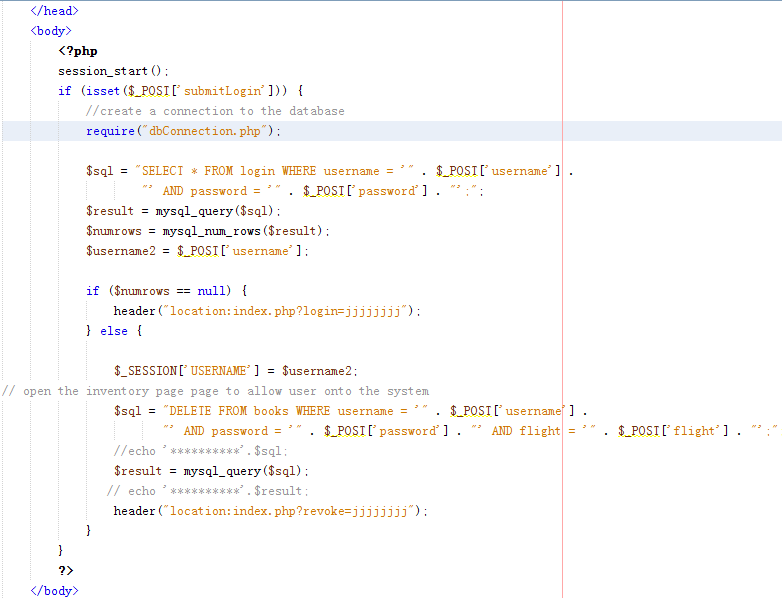 </head>
<body>
<?php
session_start();
if (isset($_POST['submitLogin'])) {
//create a connection to the database
require("dbConnection.php");
$sql = "SELECT * FROM login WHERE username = '" . $_POST['username'] .
"' AND password = '" . $_POST['password'] . "';";
$result = mysql_query($sql);
$numrows = mysql_num_rows($result);
$username2 = $_POST['username'];
if ($numrows == null) {
header("location:index.php?login=jjjjjjjj");
} else {
$_SESSION['USERNAME'] = $username2;
// open the inventory page page to allow user onto the system
$sql = "DELETE FROM books WHERE username = '" . $_POST['username'] .
"' AND password = '" . $_POST['password'] . "' AND flight = '" . $_POST['flight'] . "';"
//echo '**********'.$sql;
$result = mysql_query($sql);
// echo '**********'.$result;
header("location:index.php?revoke=jjjjjjjj");
}
}
?>
</body>